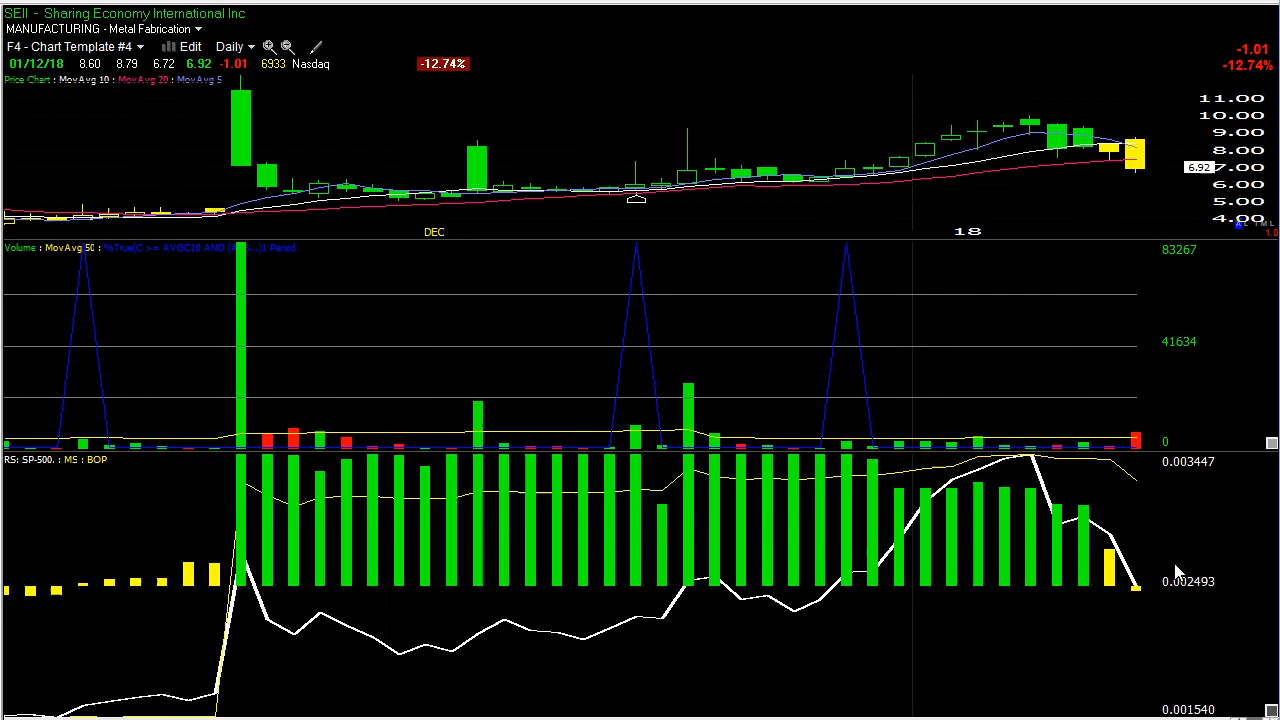 SEII - Sharing Economy International Inc
MANUFACTURING - Metal Fabrication
F4 - Chart Template #4 Edit Daily
01/12/18 8.60 8.79 6.72 6.92 -1.01 6933 Nasdaq -12.74%
-1.01
-12.74%
Price Chart : MovAvg 10 : MovAvg 20 : MovAvg 5
11.00
10.00
9.00
8.00
6.92 7.00
6.00
5.00
4.00
DEC 18
1.0
Volume : MovAvg 50 : %True(C >= AVGC10 AND 1 Period
83267
41634
0
RS: SP-500. : MS : BOP
0.003447
0.002493
0.001540